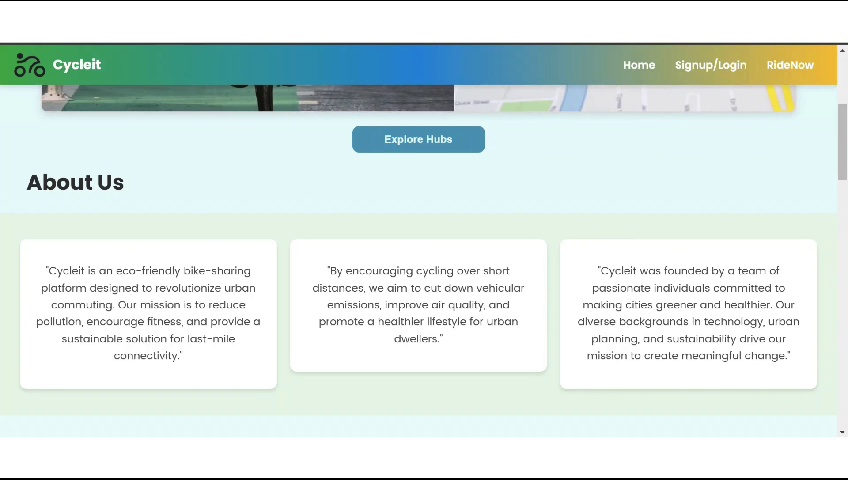 Cycleit
Home Signup/Login RideNow
Explore Hubs
About Us
"Cycleit is an eco-friendly bike-sharing
platform designed to revolutionize urban
commuting. Our mission is to reduce
pollution, encourage fitness, and provide a
sustainable solution for last-mile
connectivity."
"By encouraging cycling over short
distances, we aim to cut down vehicular
emissions, improve air quality, and
promote a healthier lifestyle for urban
dwellers."
"Cycleit was founded by a team of
passionate individuals committed to
making cities greener and healthier. Our
diverse backgrounds in technology, urban
planning, and sustainability drive our
mission to create meaningful change."